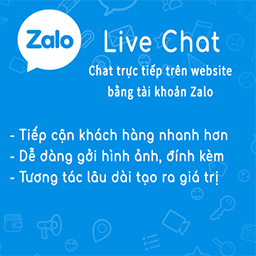 Zalo
Live Chat
Chat trực tiếp trên website
bằng tài khoản Zalo
- Tiếp cận khách hàng nhanh hơn
- Dễ dàng gởi hình ảnh, đính kèm
- Tương tác lâu dài tạo ra giá trị